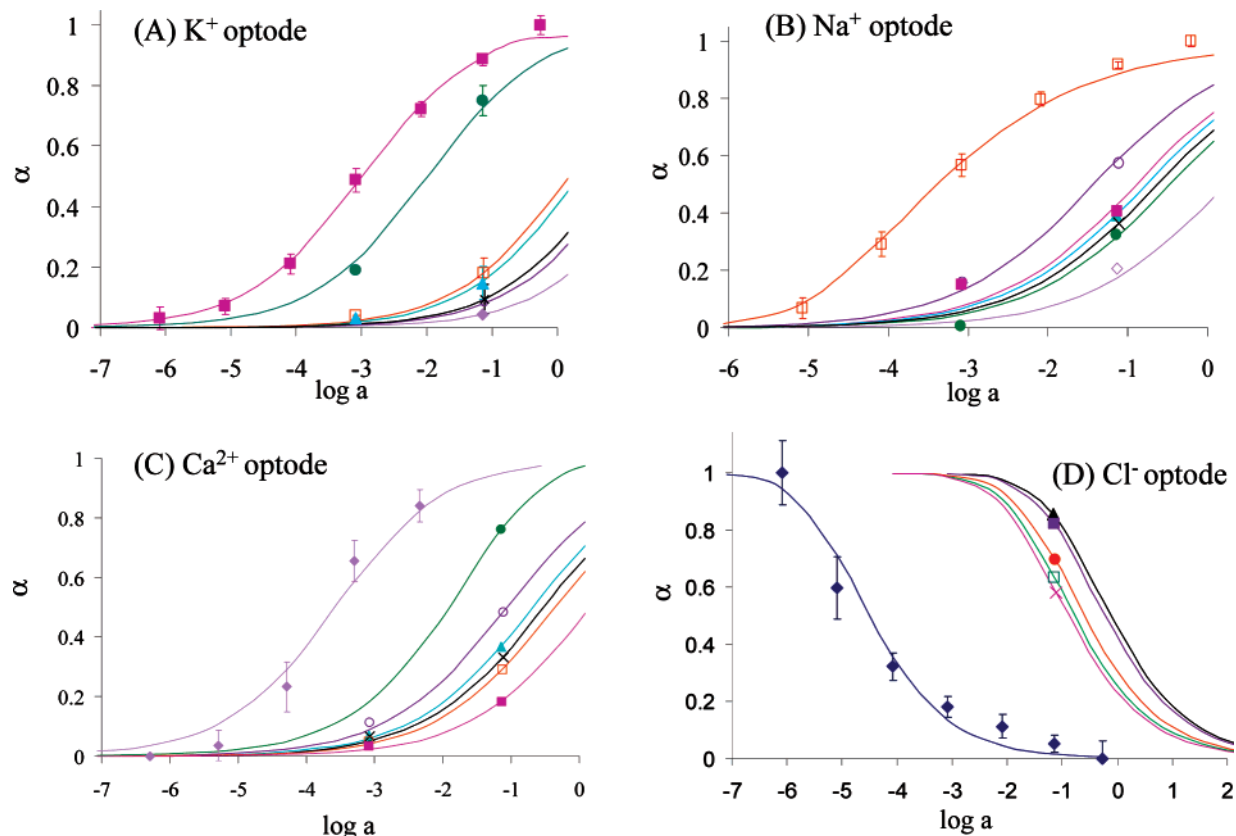 (A) K⁺ optode
1
0.8
0.6
0.4
0.2
0
α
-7 -6 -5 -4 -3 -2 -1 0
log a
(B) Na⁺ optode
1
0.8
0.6
0.4
0.2
0
α
-6 -5 -4 -3 -2 -1 0
log a
(C) Ca²⁺ optode
1
0.8
0.6
0.4
0.2
0
α
-7 -6 -5 -4 -3 -2 -1 0
log a
(D) Cl⁻ optode
1
0.8
0.6
0.4
0.2
0
α
-7 -6 -5 -4 -3 -2 -1 0 1 2
log a